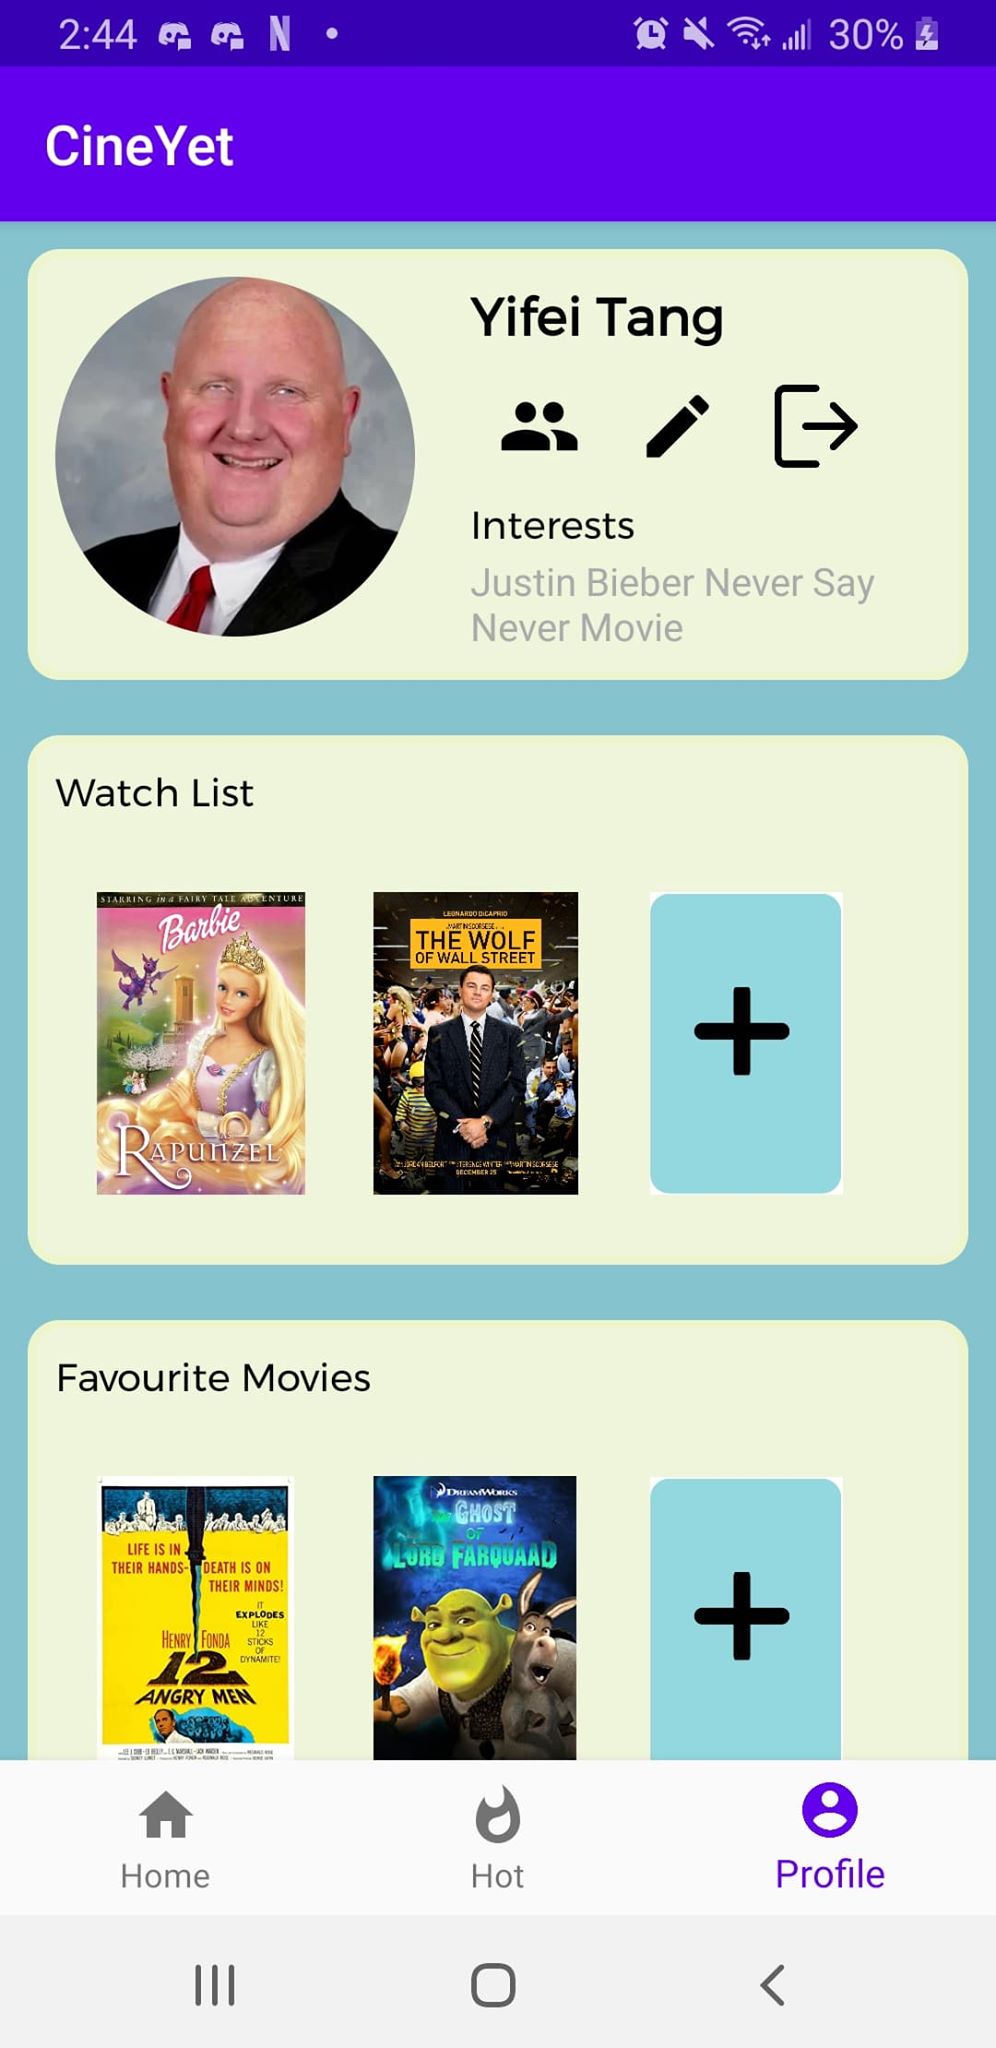 2:44
30%
CineYet
Yifei Tang
Interests
Justin Bieber Never Say
Never Movie
Watch List
STARRING in a FAIRY TALE ADVENTURE
Barbie
AS
RAPUNZEL
LEONARDO DiCAPRIO
MARTIN SCORSESE
THE WOLF
OF WALL STREET
DECEMBER 25
Favourite Movies
LIFE IS IN
THEIR HANDS-
DEATH IS ON
THEIR MINDS!
IT
EXPLODES
LIKE
12
STICKS
OF
DYNAMITE!
HENRY FONDA
12
ANGRY MEN
DREAMWORKS
THE GHOST
OF
LORD FARQUAAD
Home
Hot
Profile